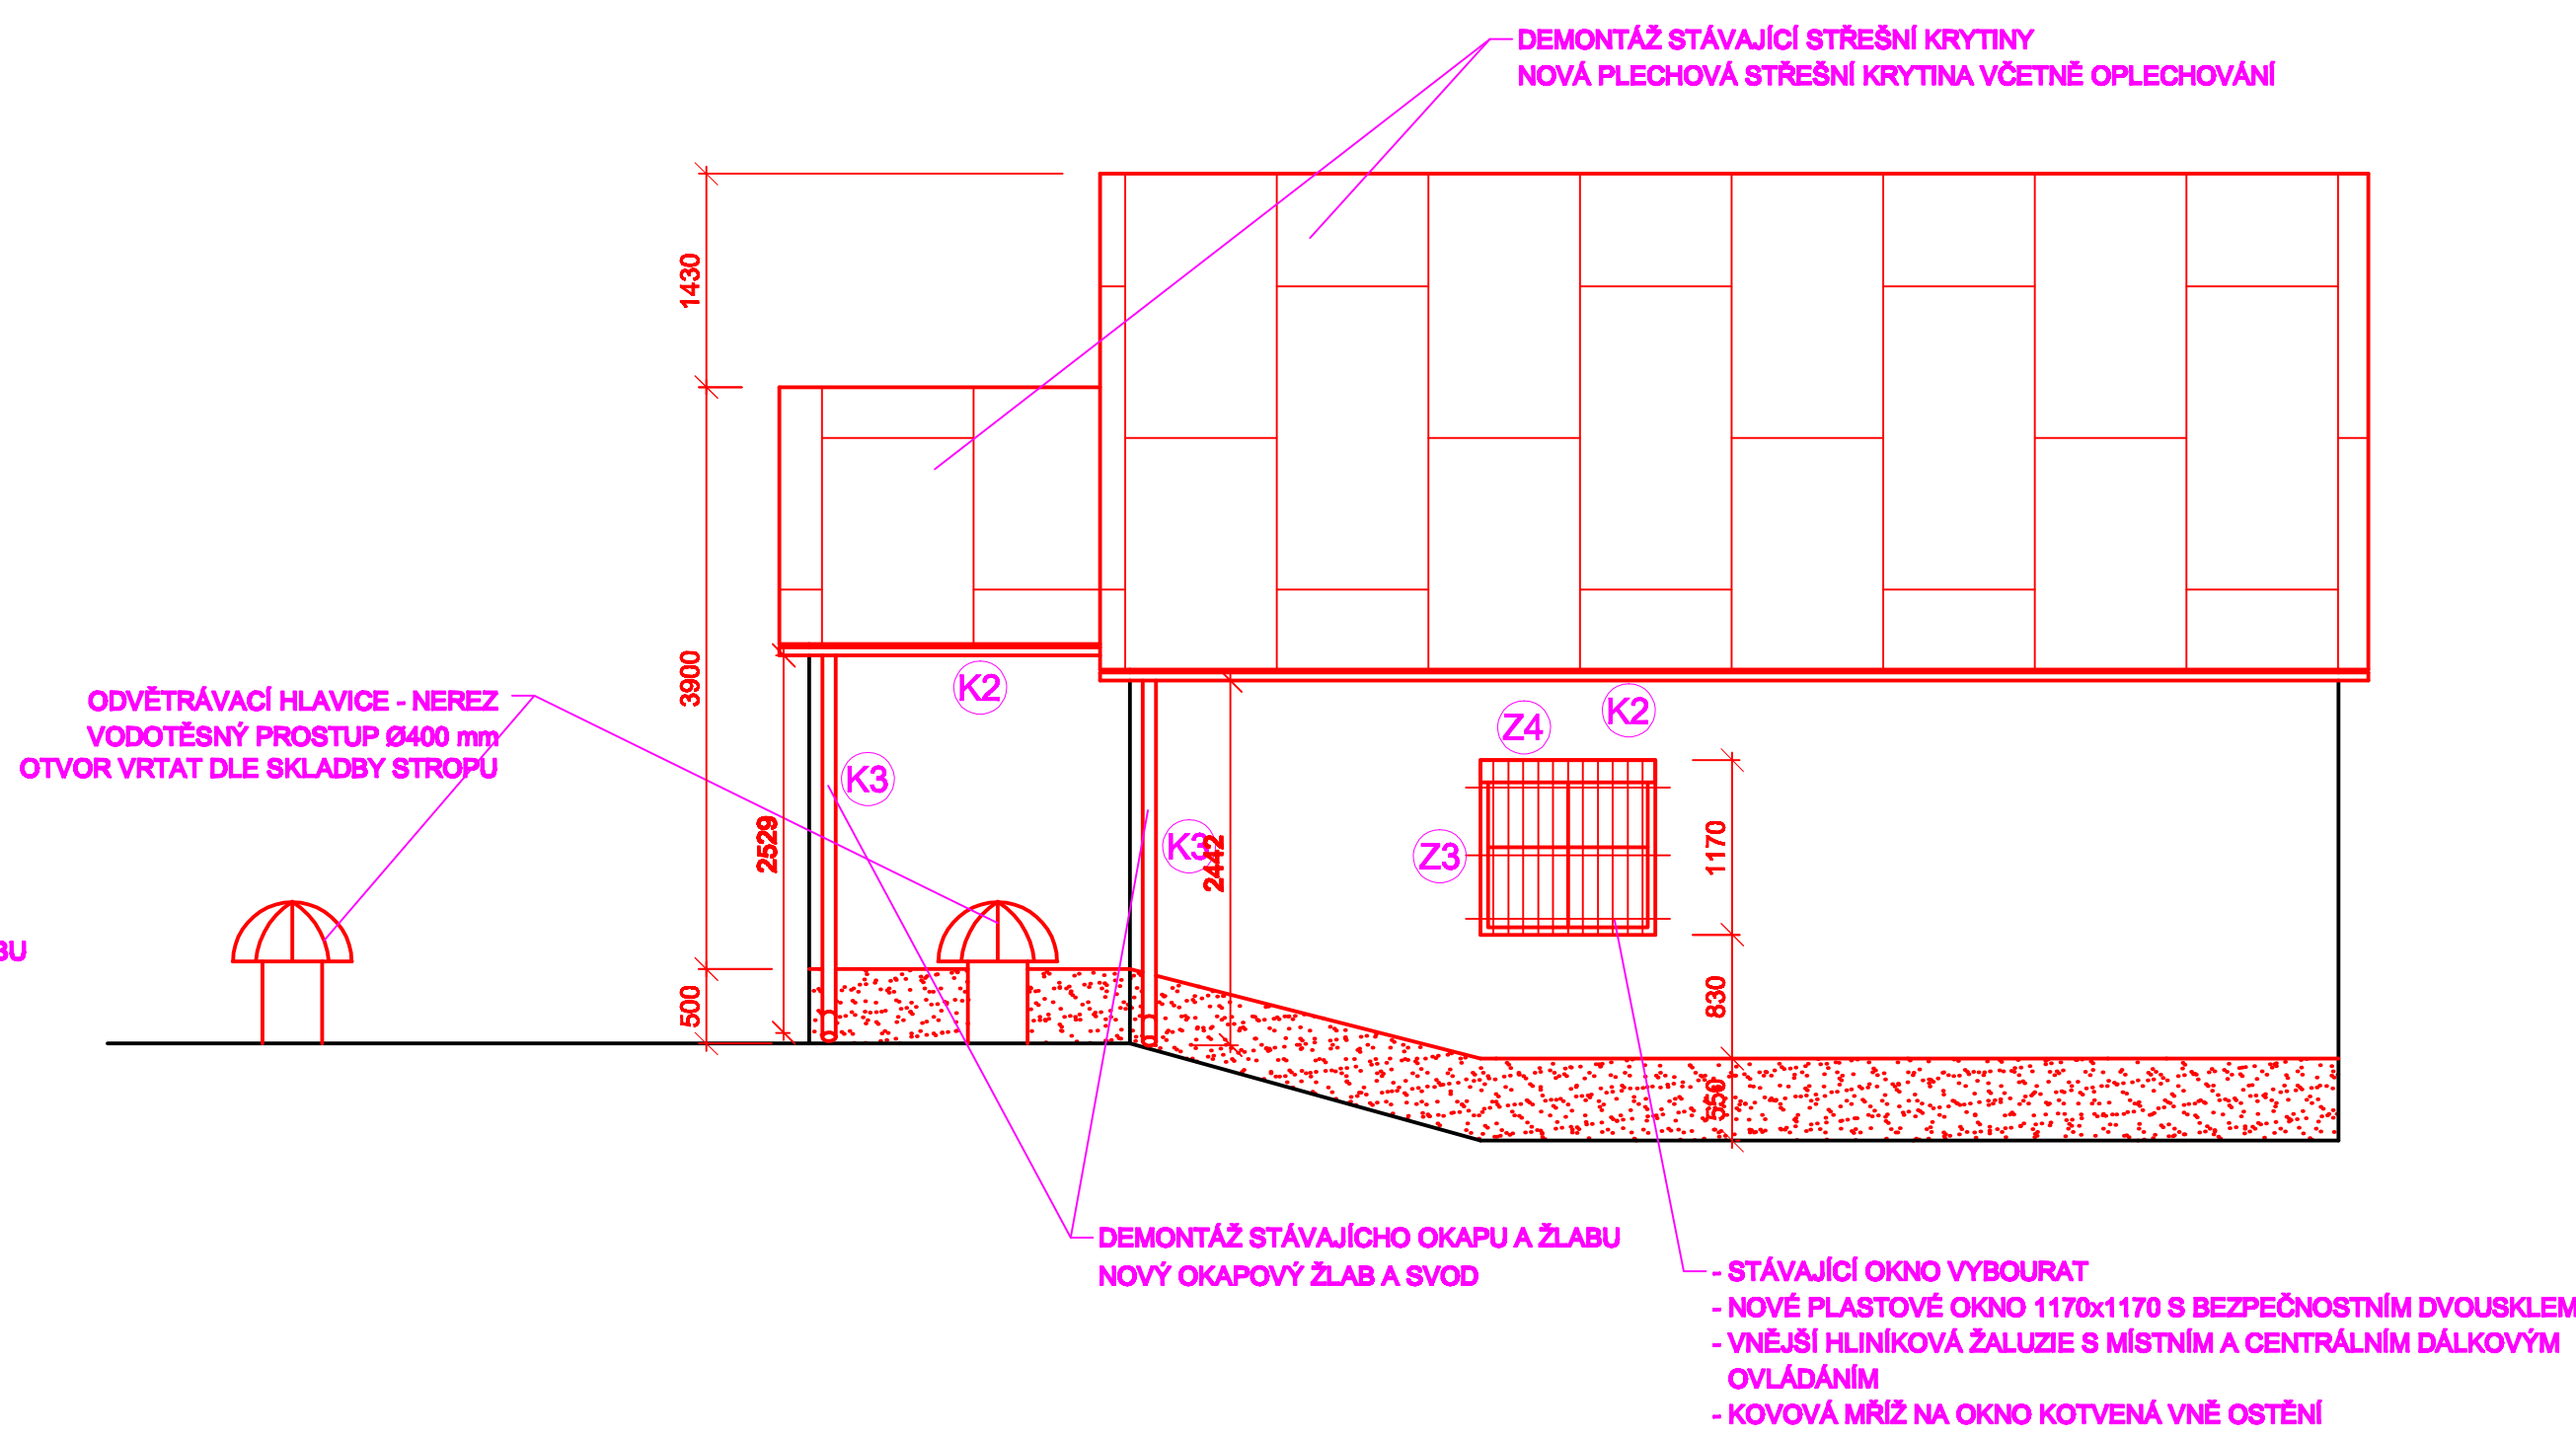 DEMONTÁŽ STÁVAJÍCÍ STŘEŠNÍ KRYTINY
NOVÁ PLECHOVÁ STŘEŠNÍ KRYTINA VČETNĚ OPLECHOVÁNÍ
1430
3900
500
2529
ODVĚTRÁVACÍ HLAVICE - NEREZ
VODOTĚSNÝ PROSTUP Ø400 mm
OTVOR VRTAT DLE SKLADBY STROPU
BU
K2
K3
K3
2442
Z4
K2
Z3
1170
830
550
DEMONTÁŽ STÁVAJÍCHO OKAPU A ŽLABU
NOVÝ OKAPOVÝ ŽLAB A SVOD
- STÁVAJÍCÍ OKNO VYBOURAT
- NOVÉ PLASTOVÉ OKNO 1170x1170 S BEZPEČNOSTNÍM DVOUSKLEM
- VNĚJŠÍ HLINÍKOVÁ ŽALUZIE S MÍSTNÍM A CENTRÁLNÍM DÁLKOVÝM
OVLÁDÁNÍM
- KOVOVÁ MŘÍŽ NA OKNO KOTVENÁ VNĚ OSTĚNÍ